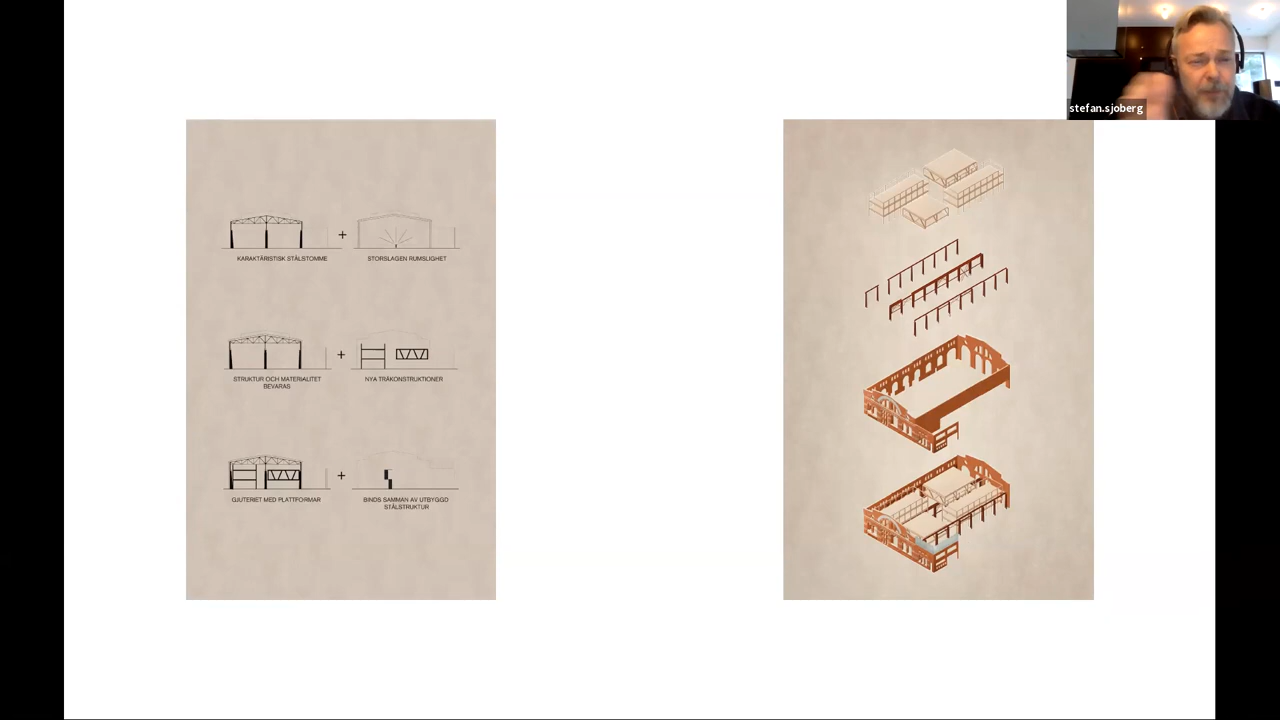 stefan.sjoberg
+
KARAKTÄRISTISK STÅLSTOMME
STORSLAGEN RUMSLIGHET
+
STRUKTUR OCH MATERIALITET
BEVARAS
NYA TRÄKONSTRUKTIONER
+
GJUTERIET MED PLATTFORMAR
BINDS SAMMAN AV UTBYGGD
STÅLSTRUKTUR